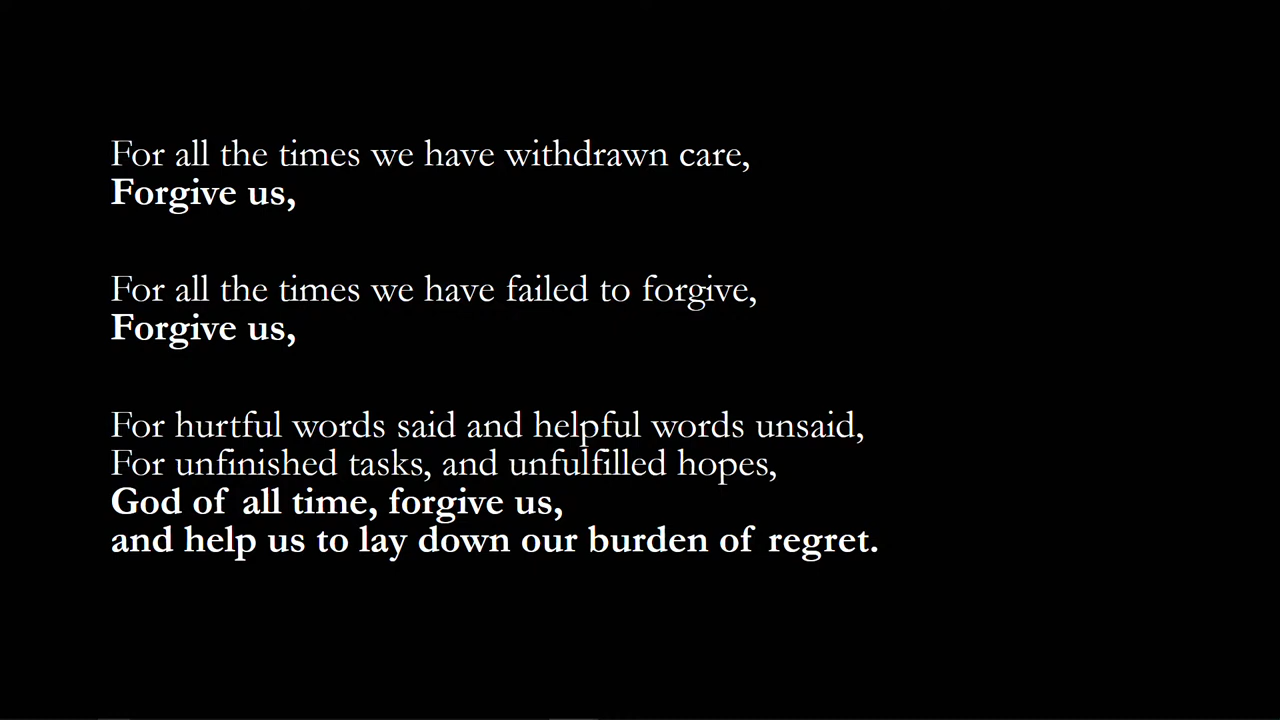 For all the times we have withdrawn care,
Forgive us,
For all the times we have failed to forgive,
Forgive us,
For hurtful words said and helpful words unsaid,
For unfinished tasks, and unfulfilled hopes,
God of all time, forgive us,
and help us to lay down our burden of regret.